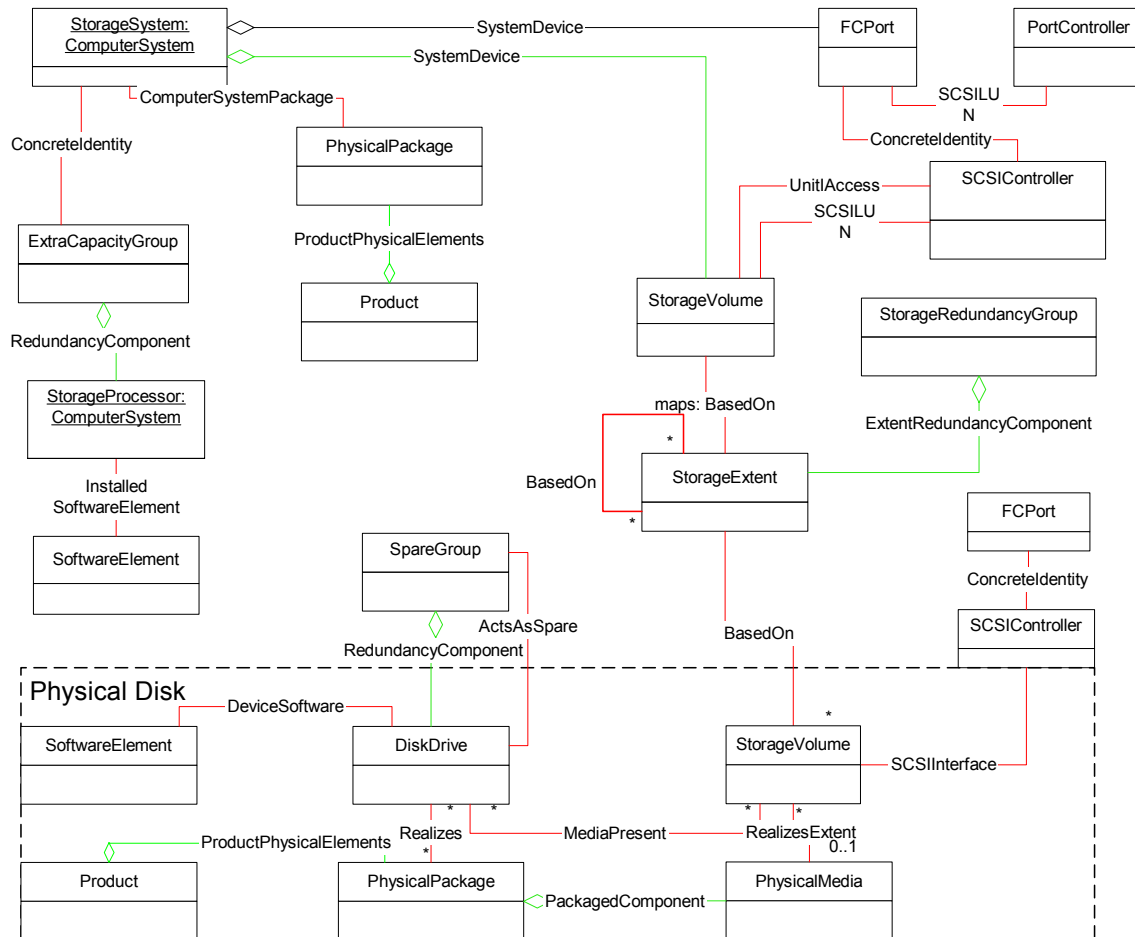 StorageSystem:
ComputerSystem
SystemDevice
FCPort
PortController
SystemDevice
ComputerSystemPackage
SCSILU
N
ConcreteIdentity
PhysicalPackage
ConcreteIdentity
UnitlAccess
SCSIController
SCSILU
N
ExtraCapacityGroup
ProductPhysicalElements
Product
StorageVolume
StorageRedundancyGroup
RedundancyComponent
StorageProcessor:
ComputerSystem
maps: BasedOn
ExtentRedundancyComponent
*
BasedOn
StorageExtent
*
Installed
SoftwareElement
FCPort
SoftwareElement
SpareGroup
ConcreteIdentity
ActsAsSpare
BasedOn
SCSIController
RedundancyComponent
Physical Disk
DeviceSoftware
*
SoftwareElement
DiskDrive
StorageVolume
SCSIInterface
*
*
*
*
ProductPhysicalElements
Realizes
MediaPresent
RealizesExtent
*
0..1
Product
PhysicalPackage
PhysicalMedia
PackagedComponent